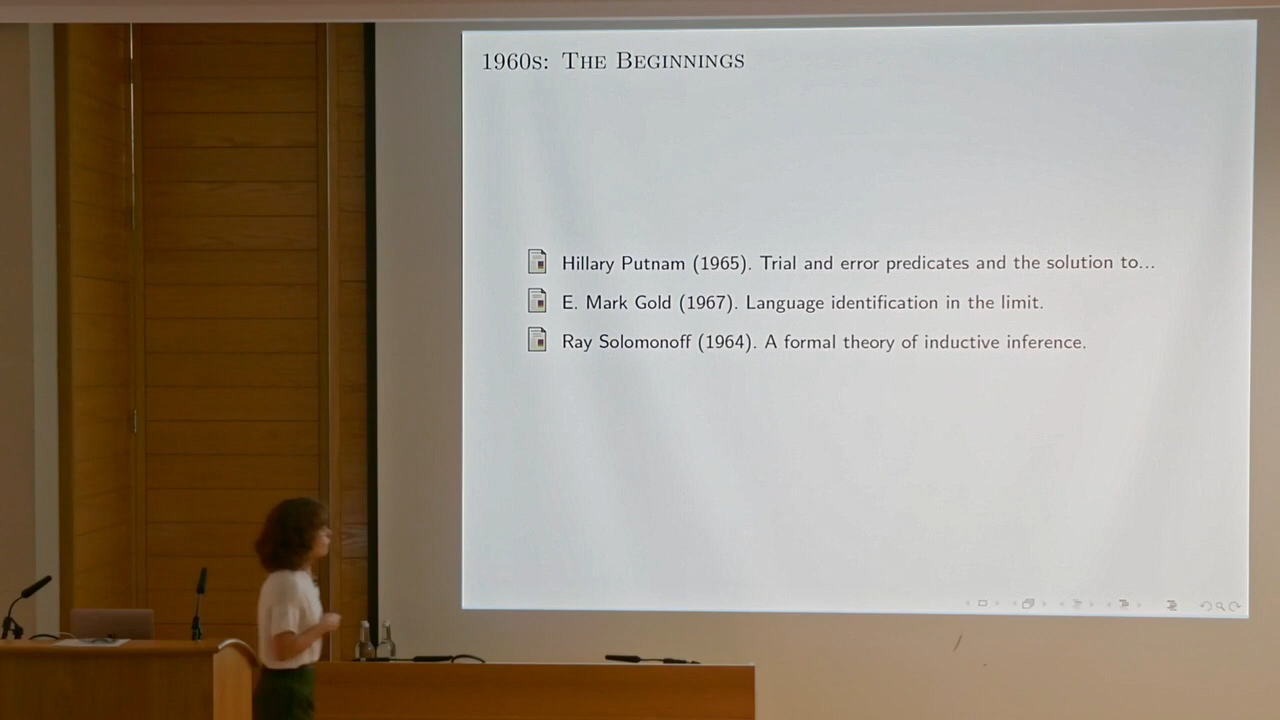 1960s: The Beginnings
Hillary Putnam (1965). Trial and error predicates and the solution to...
E. Mark Gold (1967). Language identification in the limit.
Ray Solomonoff (1964). A formal theory of inductive inference.